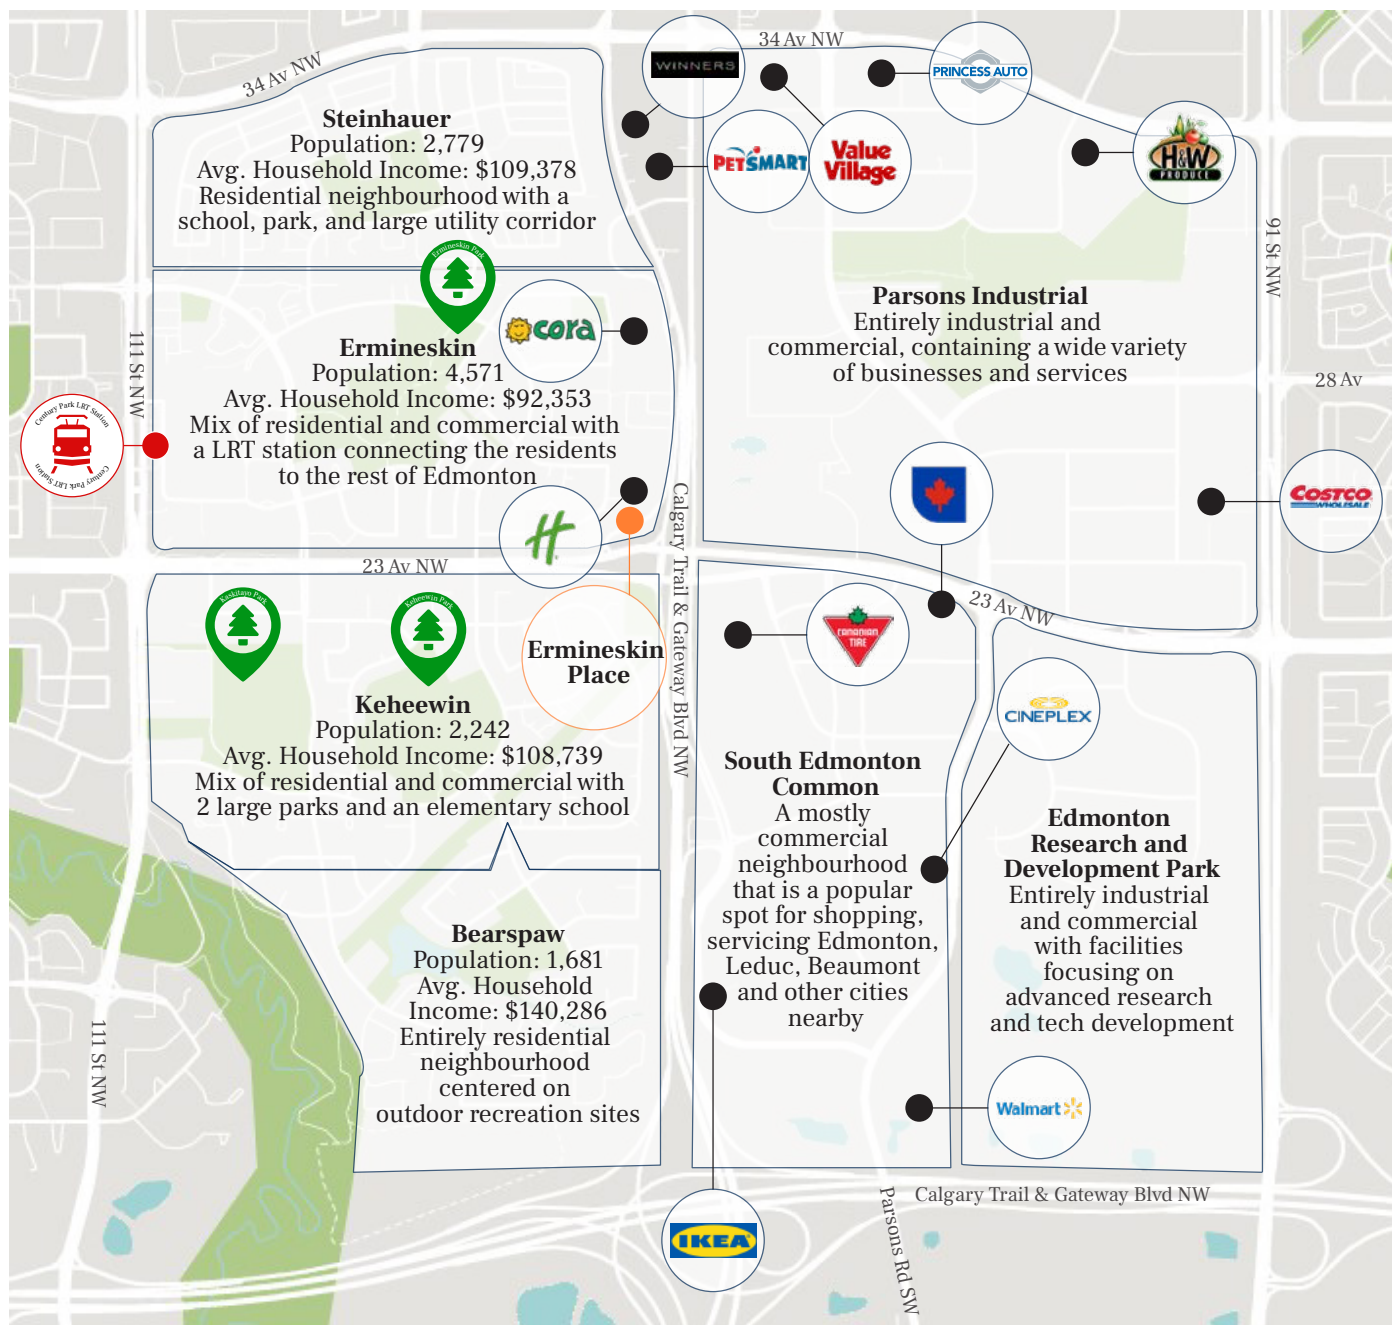 34 Av NW
34 Av NW
WINNERS
PRINCESS AUTO
PETSMART
Value
Village
H&W
PRODUCE
Steinhauer
Population: 2,779
Avg. Household Income: $109,378
Residential neighbourhood with a
school, park, and large utility corridor
91 St NW
Ermineskin Park
cora
Ermineskin
Population: 4,571
Avg. Household Income: $92,353
Mix of residential and commercial with
a LRT station connecting the residents
to the rest of Edmonton
Parsons Industrial
Entirely industrial and
commercial, containing a wide variety
of businesses and services
111 St NW
28 Av
Century Park LRT Station
Century Park LRT Station
COSTCO
WHOLESALE
H
Calgary Trail & Gateway Blvd NW
23 Av NW
23 Av NW
Kaskitayo Park
Keheewin Park
Ermineskin
Place
CANADIAN
TIRE
CINEPLEX
Keheewin
Population: 2,242
Avg. Household Income: $108,739
Mix of residential and commercial with
2 large parks and an elementary school
South Edmonton
Common
A mostly
commercial
neighbourhood
that is a popular
spot for shopping,
servicing Edmonton,
Leduc, Beaumont
and other cities
nearby
Edmonton
Research and
Development Park
Entirely industrial
and commercial
with facilities
focusing on
advanced research
and tech development
Bearspaw
Population: 1,681
Avg. Household
Income: $140,286
Entirely residential
neighbourhood
centered on
outdoor recreation sites
111 St NW
Walmart
Calgary Trail & Gateway Blvd NW
Parsons Rd SW
IKEA